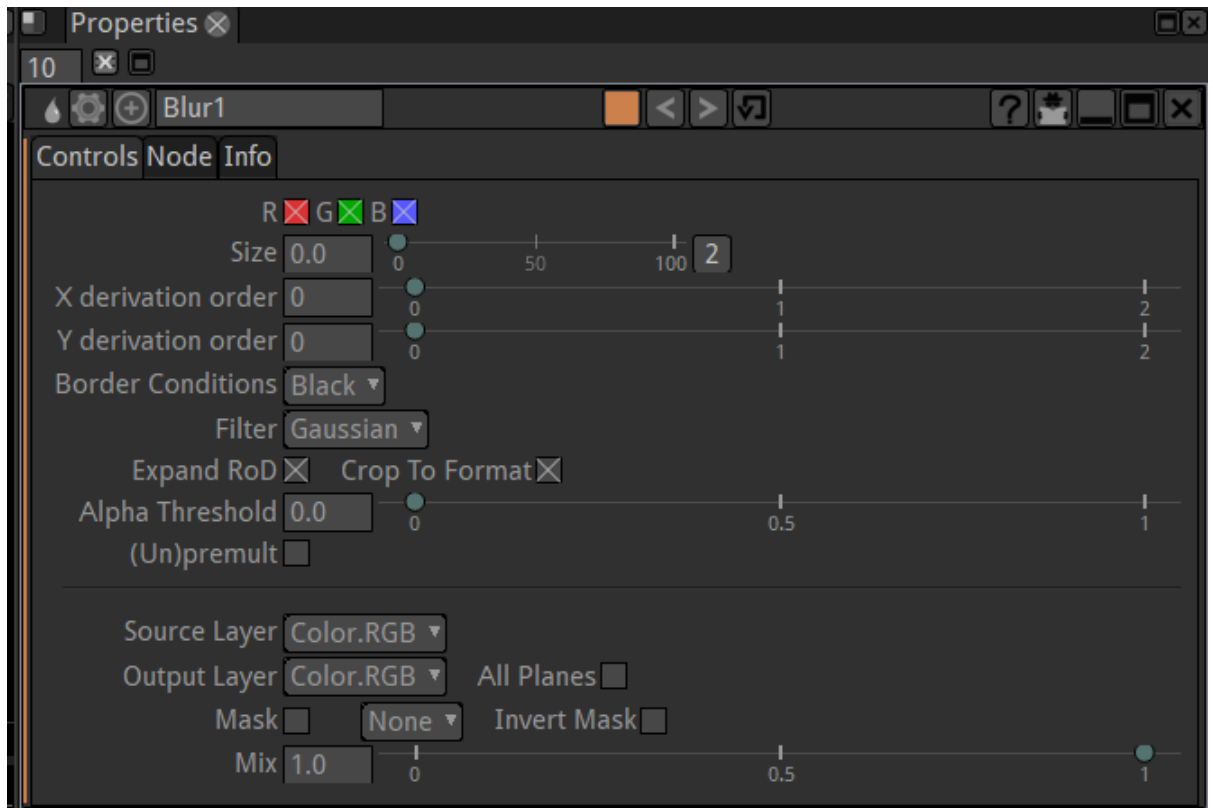 Properties
10
Blur1
< > ?
Controls Node Info
R G B
Size 0.0 0 50 100 2
X derivation order 0 0 1 2
Y derivation order 0 0 1 2
Border Conditions Black
Filter Gaussian
Expand RoD Crop To Format
Alpha Threshold 0.0 0 0.5 1
(Un)premult
Source Layer Color.RGB
Output Layer Color.RGB All Planes
Mask None Invert Mask
Mix 1.0 0 0.5 1